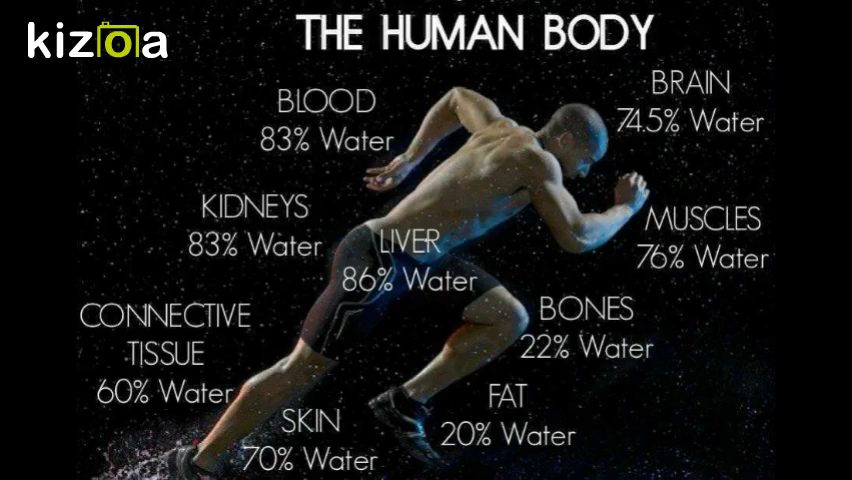 kizoa
THE HUMAN BODY
BLOOD
83% Water
BRAIN
74.5% Water
KIDNEYS
83% Water
LIVER
86% Water
MUSCLES
76% Water
CONNECTIVE
TISSUE
60% Water
BONES
22% Water
SKIN
70% Water
FAT
20% Water